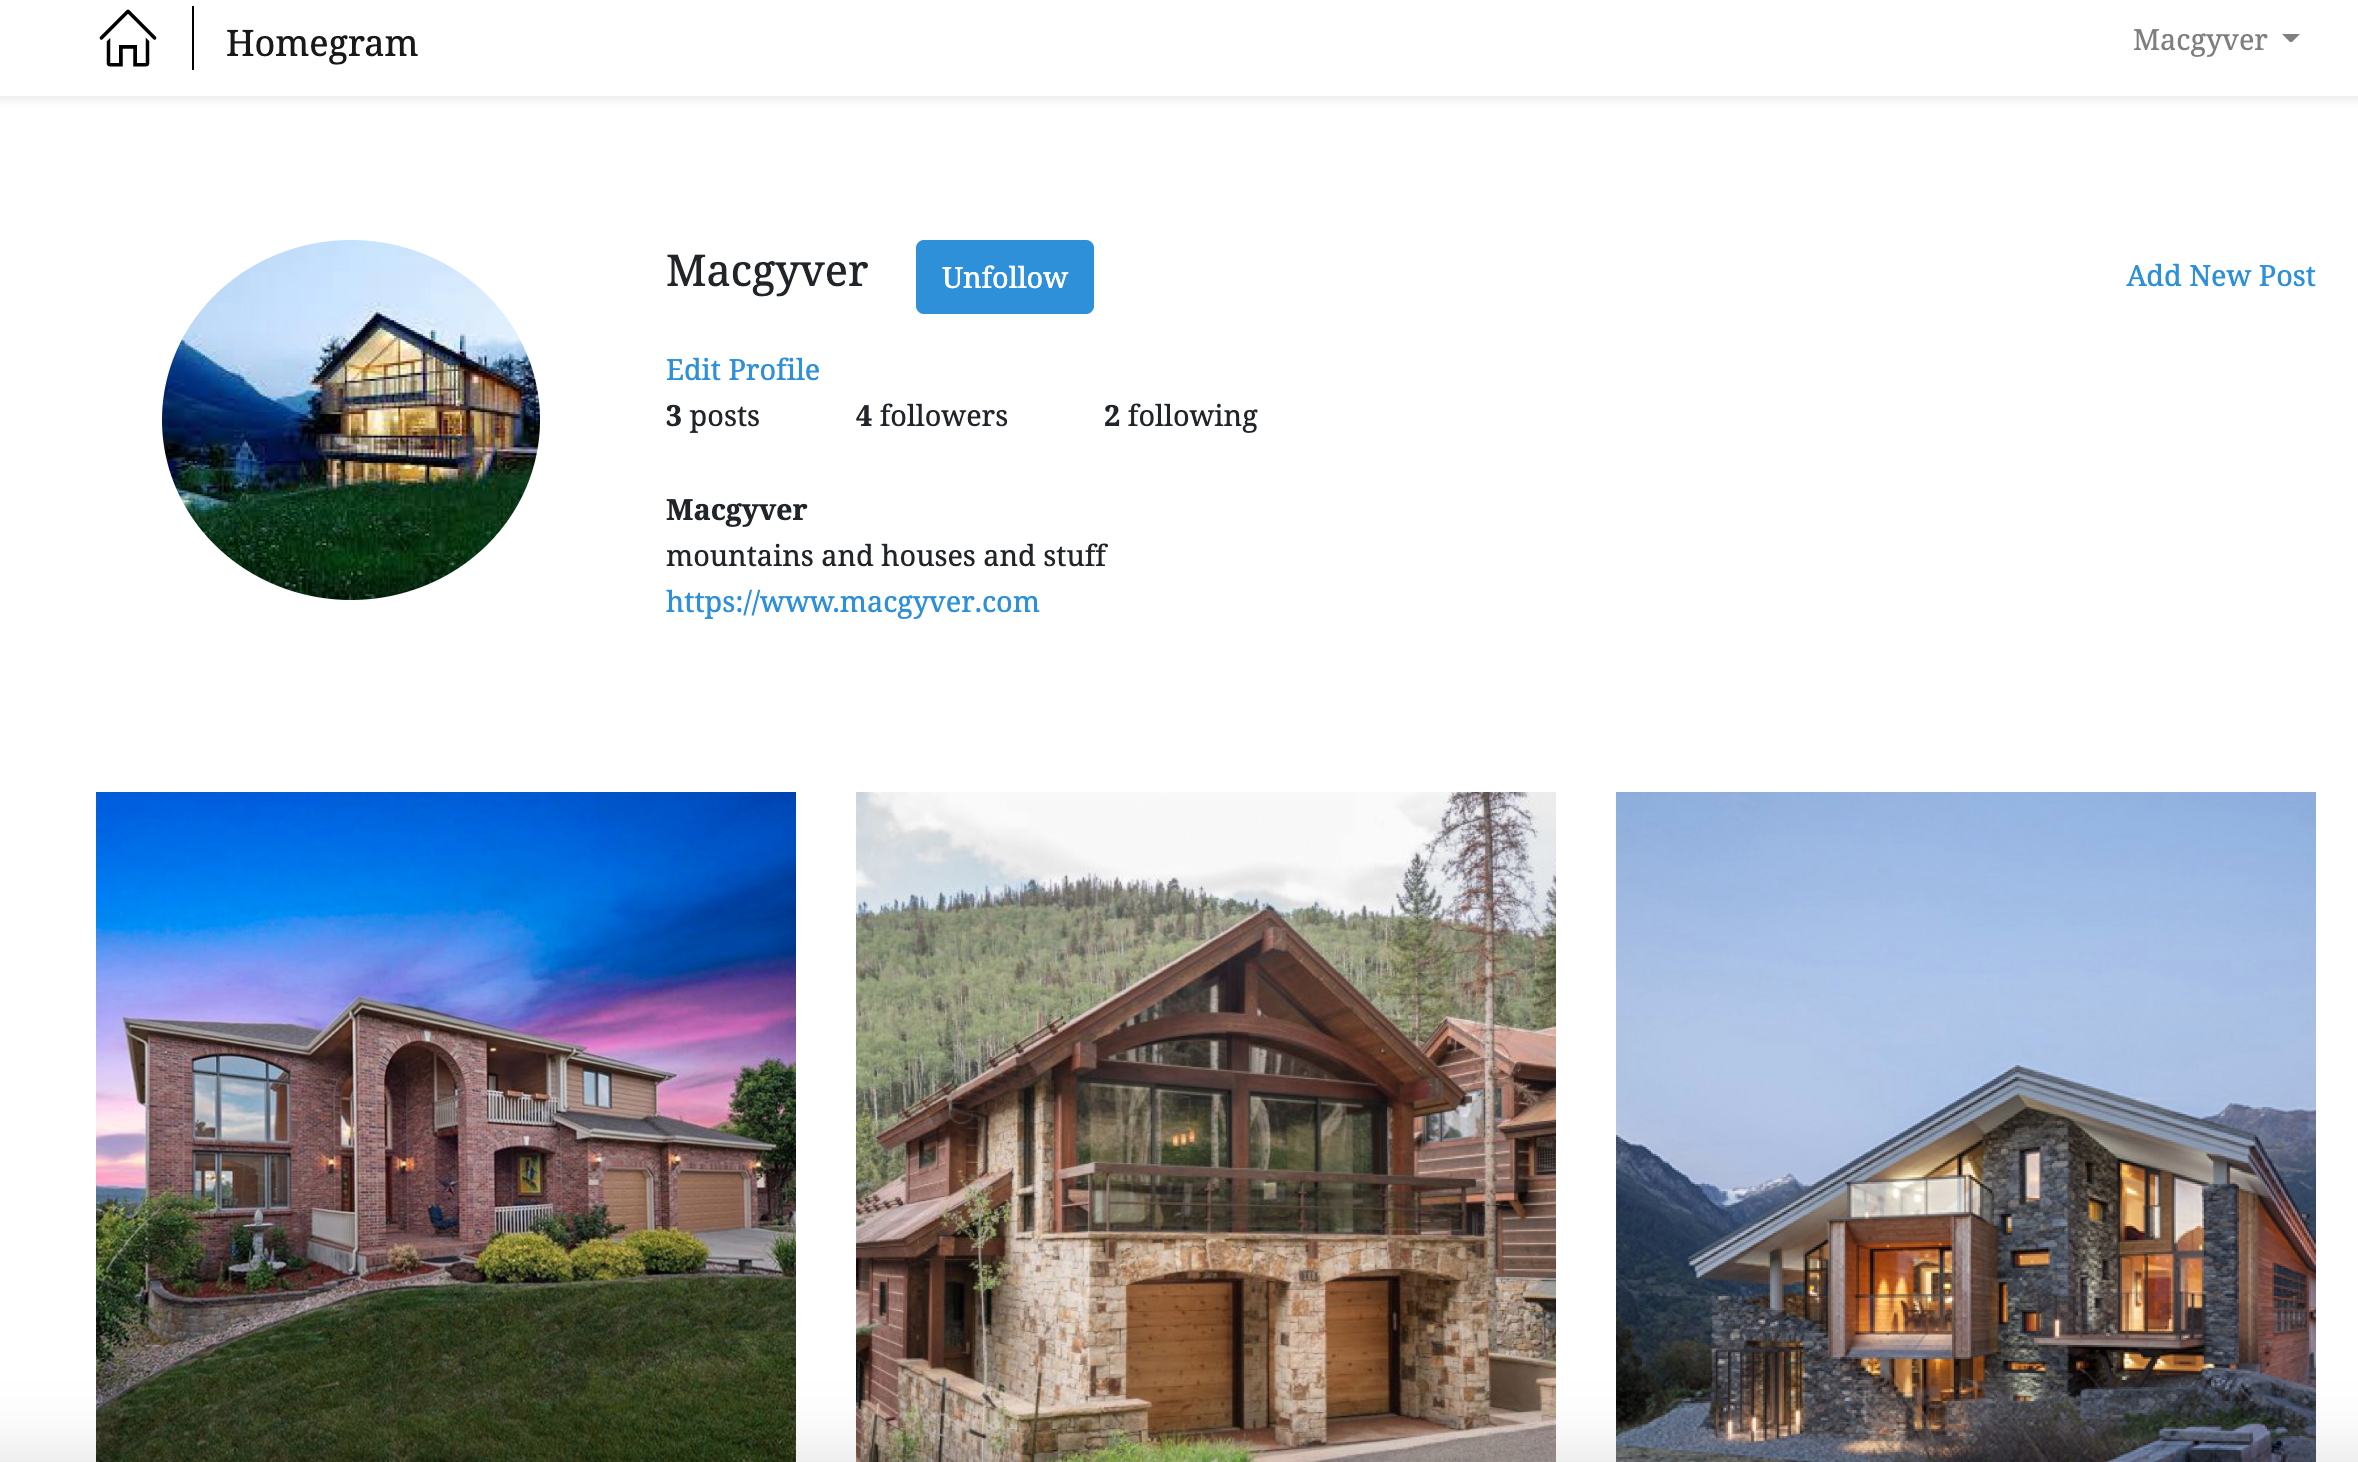 Homegram
Macgyver
Macgyver Unfollow Add New Post
Edit Profile
3 posts 4 followers 2 following
Macgyver
mountains and houses and stuff
https://www.macgyver.com